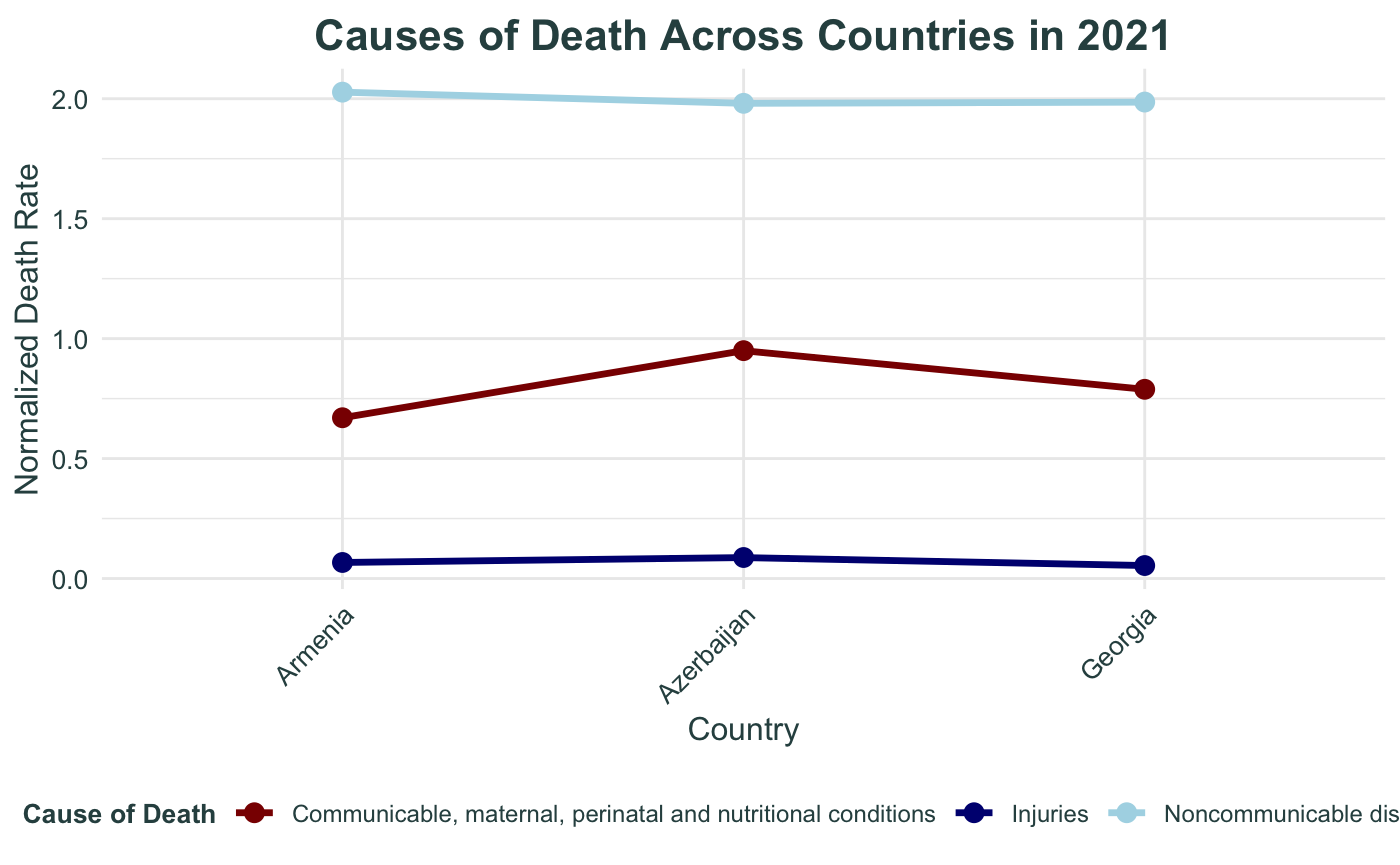 Causes of Death Across Countries in 2021
Normalized Death Rate
2.0
1.5
1.0
0.5
0.0
Armenia
Azerbaijan
Georgia
Country
Cause of Death
Communicable, maternal, perinatal and nutritional conditions
Injuries
Noncommunicable dis